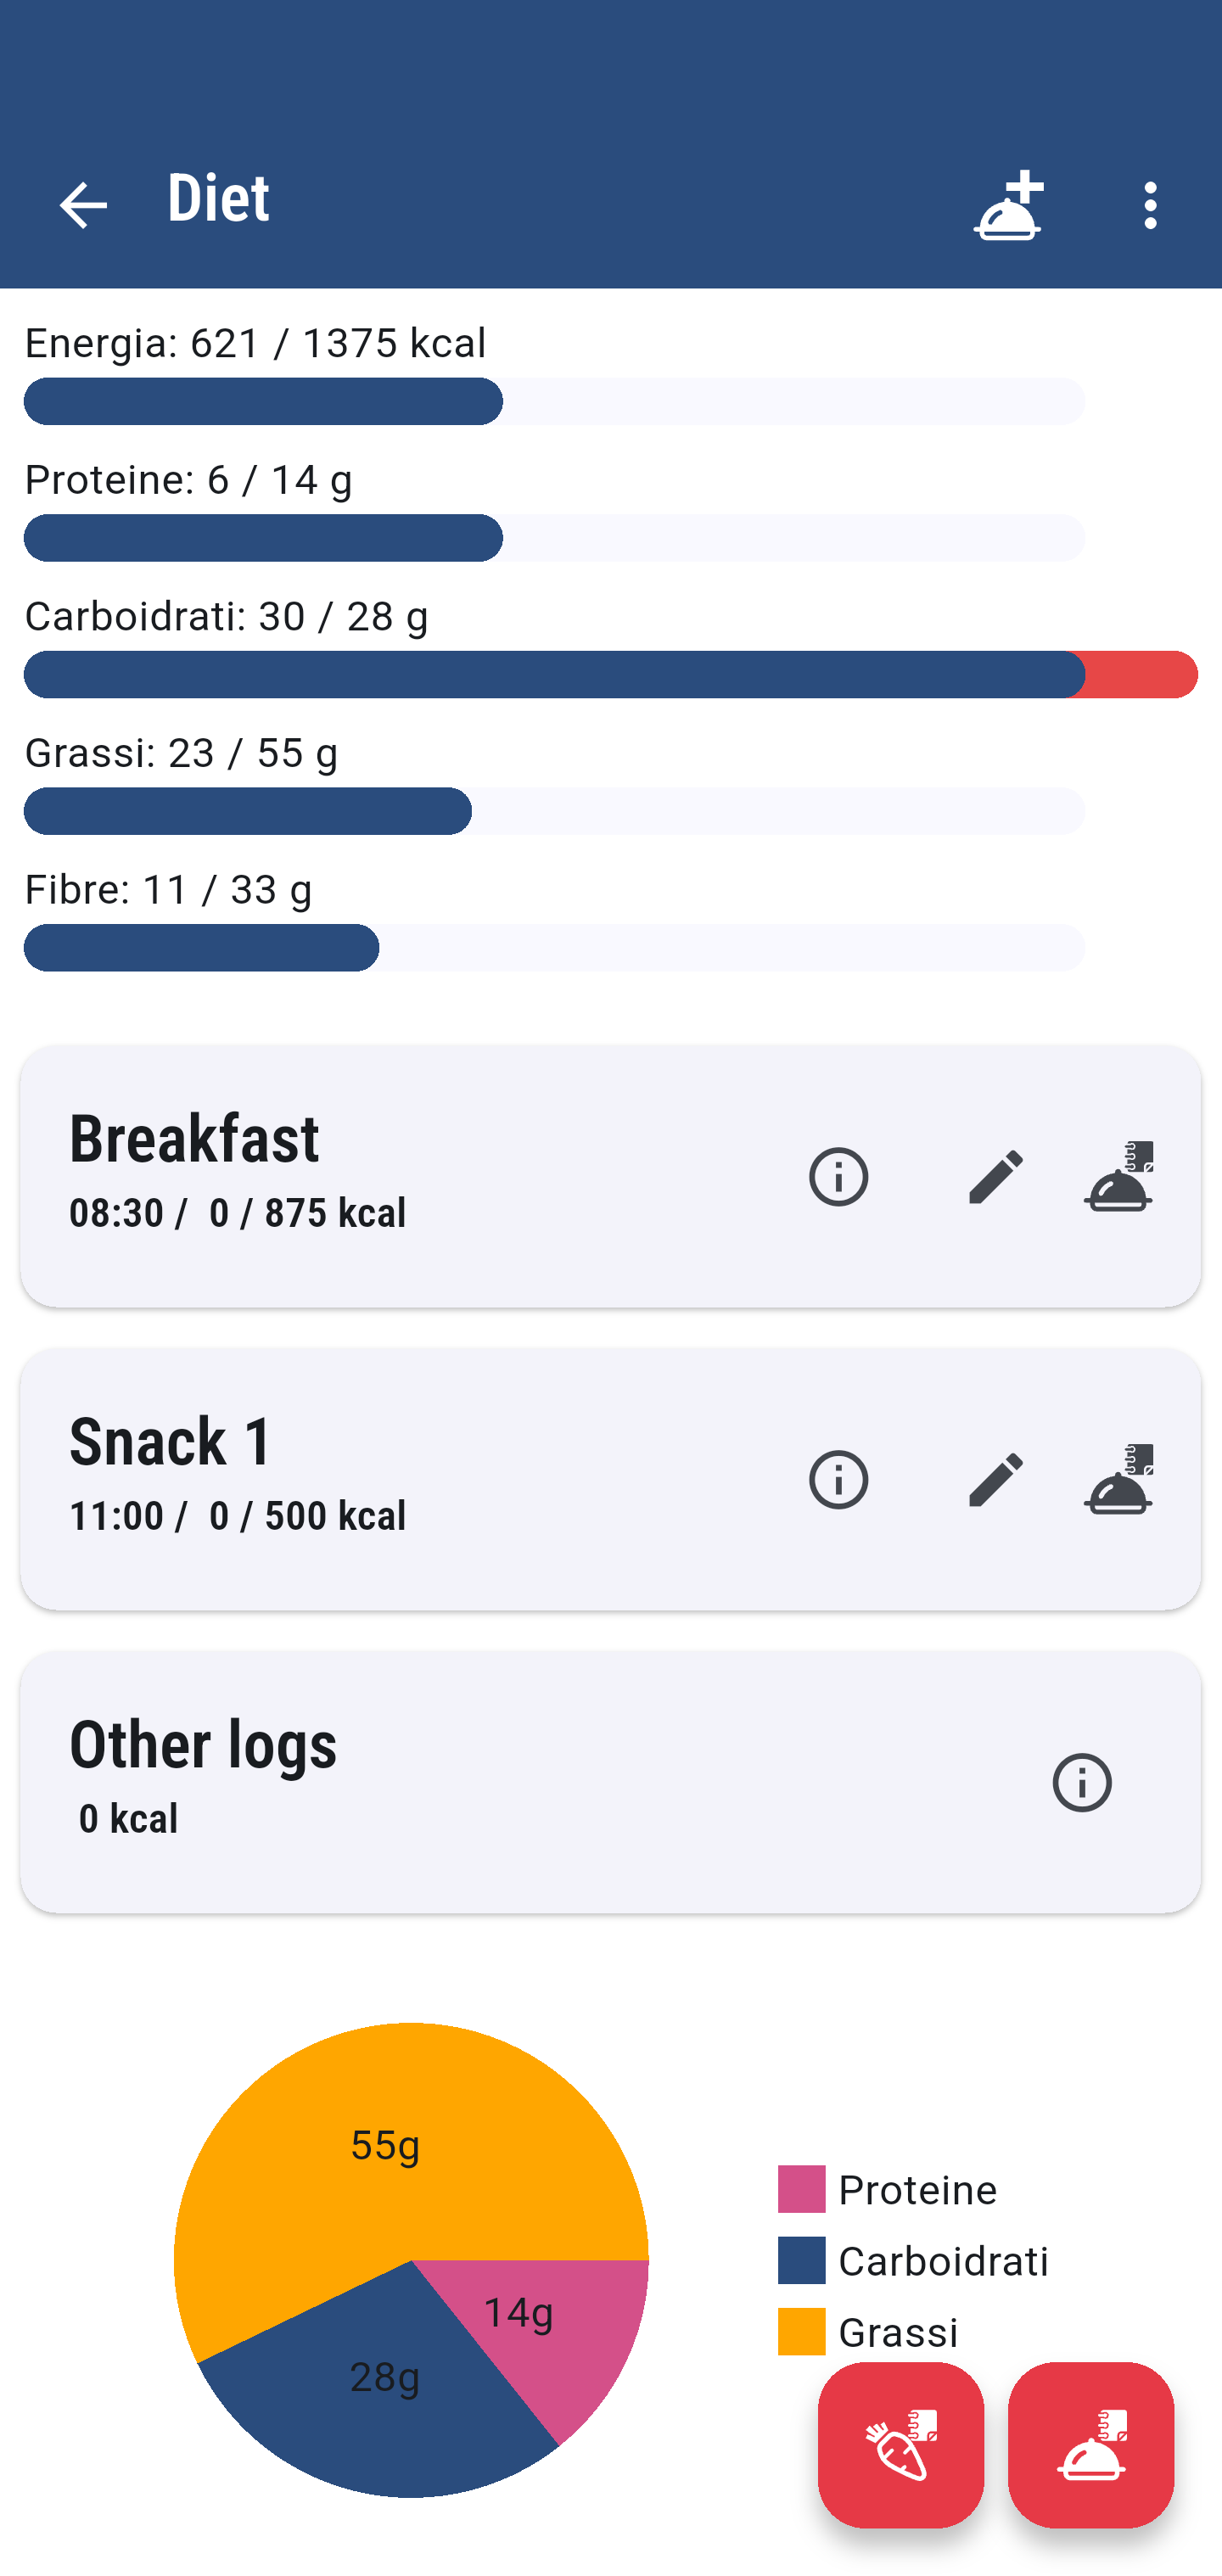 Diet
Energia: 621 / 1375 kcal
Proteine: 6 / 14 g
Carboidrati: 30 / 28 g
Grassi: 23 / 55 g
Fibre: 11 / 33 g
Breakfast
08:30 / 0 / 875 kcal
Snack 1
11:00 / 0 / 500 kcal
Other logs
0 kcal
55g
14g
28g
Proteine
Carboidrati
Grassi